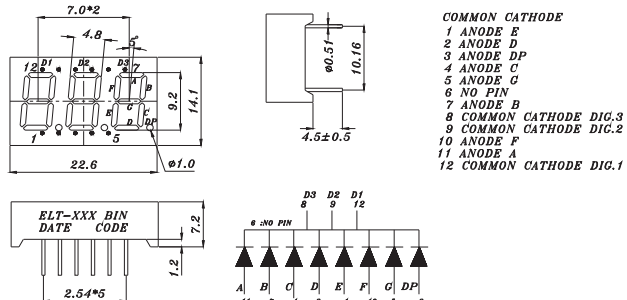 7.0*2
4.8
5°
12 D1 D2 D3 7
A
F B
G
E C
D DP
1 5
9.2
14.1
22.6
ø1.0
ø0.51
10.16
4.5±0.5
COMMON CATHODE
1 ANODE E
2 ANODE D
3 ANODE DP
4 ANODE C
5 ANODE G
6 NO PIN
7 ANODE B
8 COMMON CATHODE DIG.3
9 COMMON CATHODE DIG.2
10 ANODE F
11 ANODE A
12 COMMON CATHODE DIG.1
ELT-XXX BIN
DATE CODE
7.2
1.2
2.54*5
D3 D2 D1
8 9 12
6 :NO PIN
A B C D E F G DP